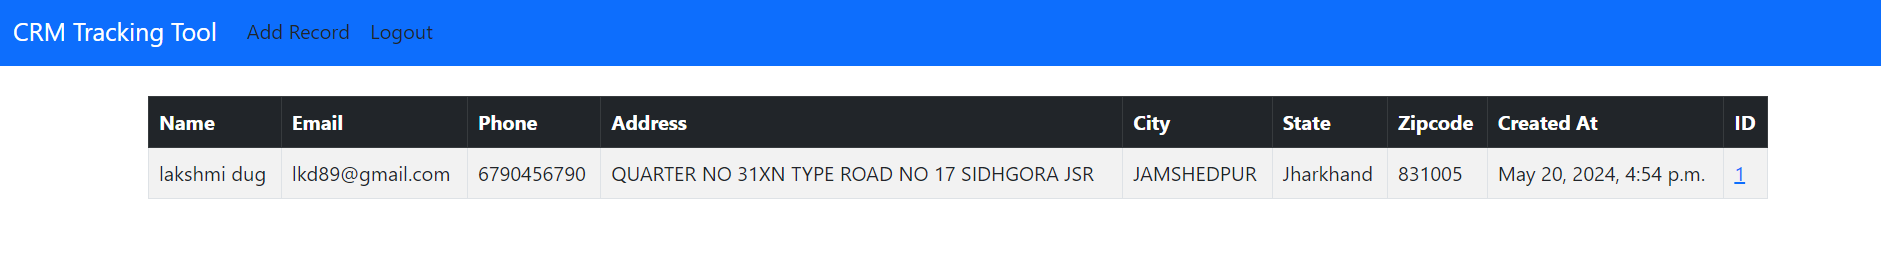 CRM Tracking Tool Add Record Logout
Name Email Phone Address City State Zipcode Created At ID
lakshmi dug lkd89@gmail.com 6790456790 QUARTER NO 31XN TYPE ROAD NO 17 SIDHGORA JSR JAMSHEDPUR Jharkhand 831005 May 20, 2024, 4:54 p.m. 1